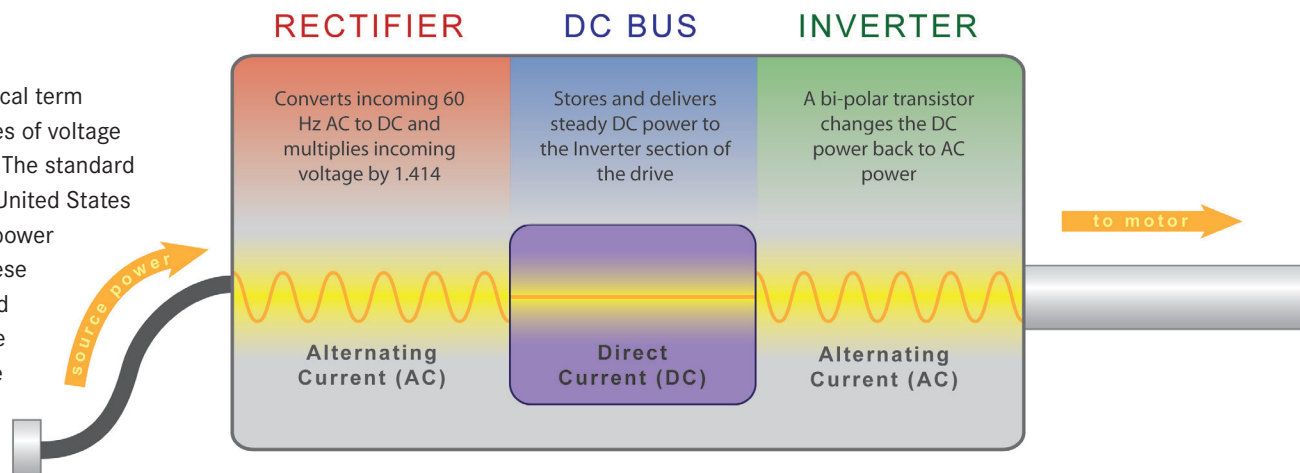 RECTIFIER
DC BUS
INVERTER
cal term
es of voltage
The standard
United States
power
ese
d
e
e
Converts incoming 60
Hz AC to DC and
multiplies incoming
voltage by 1.414
Stores and delivers
steady DC power to
the Inverter section of
the drive
A bi-polar transistor
changes the DC
power back to AC
power
source power
to motor
Alternating
Current (AC)
Direct
Current (DC)
Alternating
Current (AC)